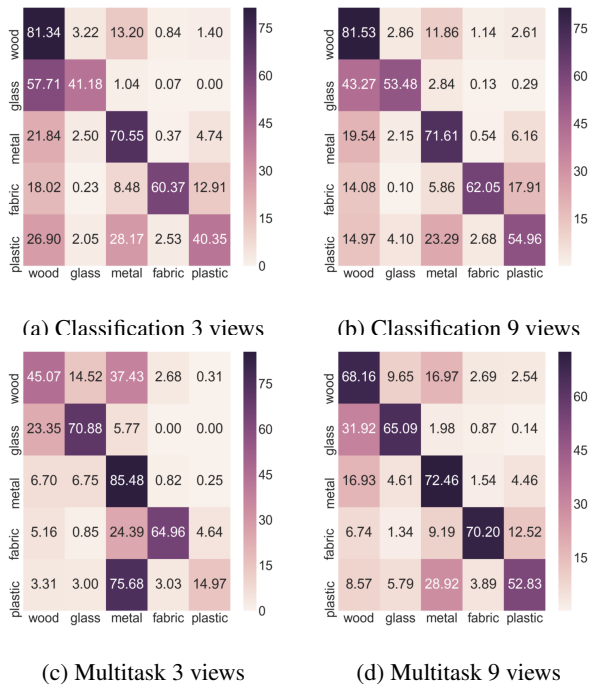 wood 81.34 3.22 13.20 0.84 1.40 75
glass 57.71 41.18 1.04 0.07 0.00 60
metal 21.84 2.50 70.55 0.37 4.74 45
fabric 18.02 0.23 8.48 60.37 12.91 30
15
plastic 26.90 2.05 28.17 2.53 40.35 0
wood glass metal fabric plastic
(a) Classification 3 views
wood 81.53 2.86 11.86 1.14 2.61 75
glass 43.27 53.48 2.84 0.13 0.29 60
metal 19.54 2.15 71.61 0.54 6.16 45
fabric 14.08 0.10 5.86 62.05 17.91 30
15
plastic 14.97 4.10 23.29 2.68 54.96
wood glass metal fabric plastic
(b) Classification 9 views
wood 45.07 14.52 37.43 2.68 0.31 75
glass 23.35 70.88 5.77 0.00 0.00 60
metal 6.70 6.75 85.48 0.82 0.25 45
fabric 5.16 0.85 24.39 64.96 4.64 30
15
plastic 3.31 3.00 75.68 3.03 14.97 0
wood glass metal fabric plastic
(c) Multitask 3 views
wood 68.16 9.65 16.97 2.69 2.54 60
glass 31.92 65.09 1.98 0.87 0.14
metal 16.93 4.61 72.46 1.54 4.46 45
fabric 6.74 1.34 9.19 70.20 12.52 30
plastic 8.57 5.79 28.92 3.89 52.83 15
wood glass metal fabric plastic
(d) Multitask 9 views